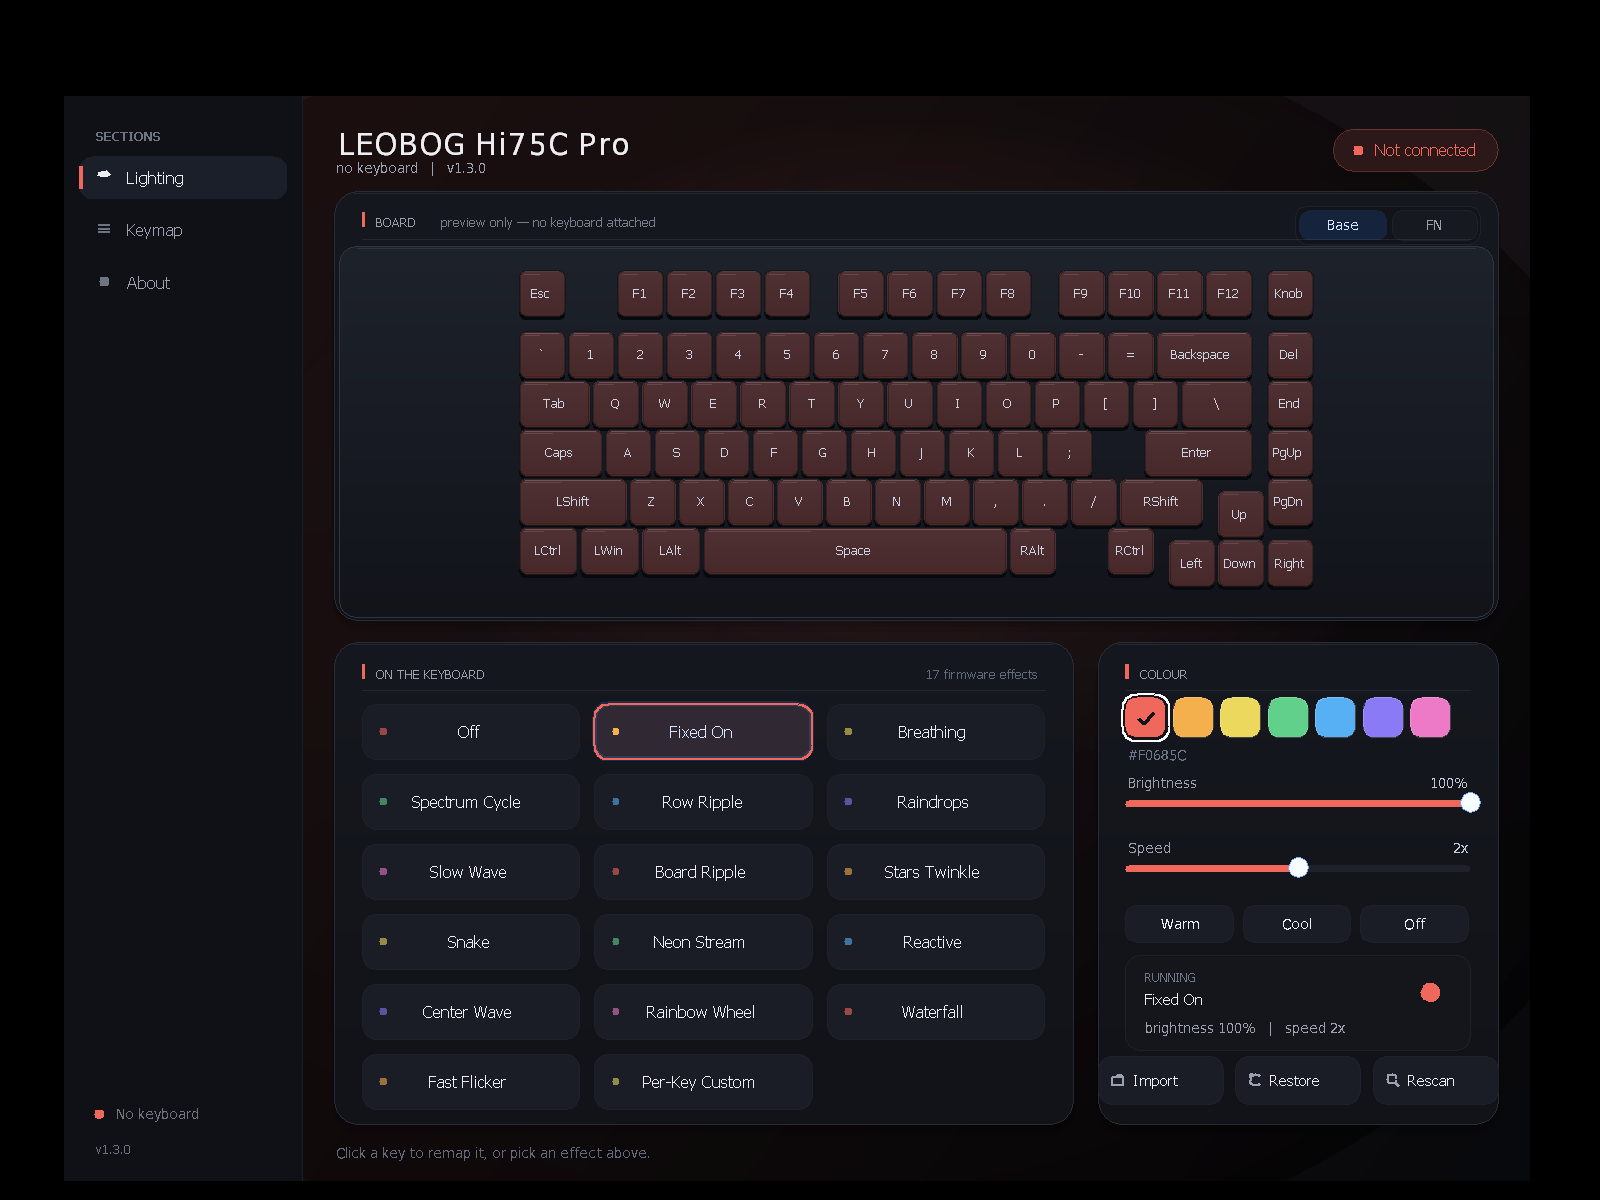 SECTIONS
Lighting
Keymap
About
No keyboard
v1.3.0
LEOBOG Hi75C Pro
no keyboard | v1.3.0
Not connected
BOARD preview only — no keyboard attached
Base FN
Esc F1 F2 F3 F4 F5 F6 F7 F8 F9 F10 F11 F12 Knob
` 1 2 3 4 5 6 7 8 9 0 - = Backspace Del
Tab Q W E R T Y U I O P [ ] \ End
Caps A S D F G H J K L ; Enter PgUp
LShift Z X C V B N M , . / RShift Up PgDn
LCtrl LWin LAlt Space RAlt RCtrl Left Down Right
ON THE KEYBOARD 17 firmware effects
Off Fixed On Breathing
Spectrum Cycle Row Ripple Raindrops
Slow Wave Board Ripple Stars Twinkle
Snake Neon Stream Reactive
Center Wave Rainbow Wheel Waterfall
Fast Flicker Per-Key Custom
COLOUR
#F0685C
Brightness 100%
Speed 2x
Warm Cool Off
RUNNING
Fixed On
brightness 100% | speed 2x
Import Restore Rescan
Click a key to remap it, or pick an effect above.